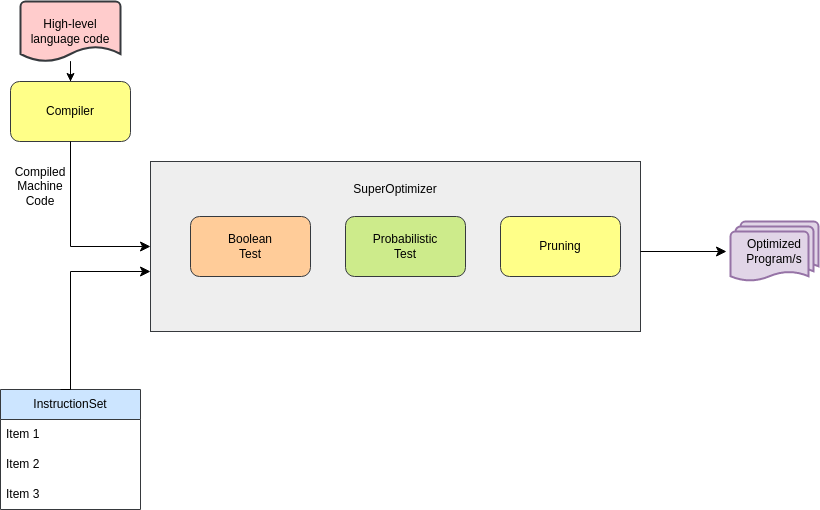 High-level
language code
Compiler
Compiled
Machine
Code
SuperOptimizer
Boolean
Test
Probabilistic
Test
Pruning
Optimized
Program/s
InstructionSet
Item 1
Item 2
Item 3